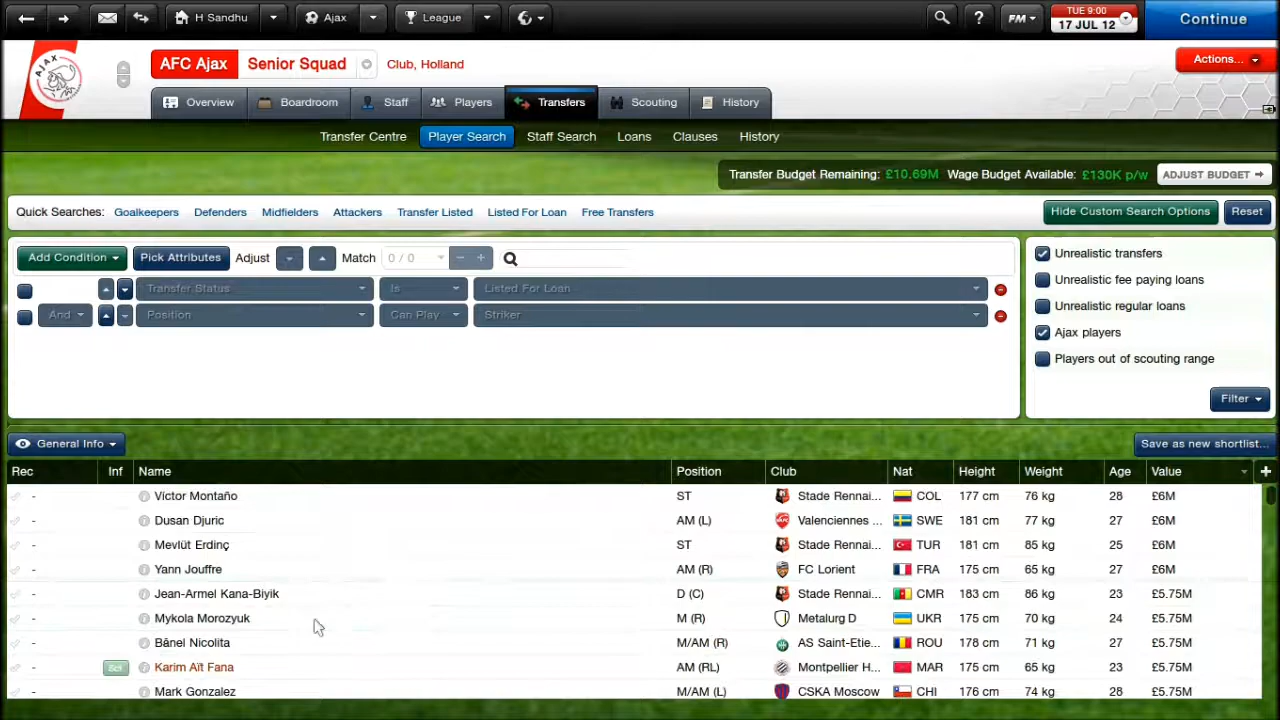 H Sandhu Ajax League FM TUE 9:00 17 JUL 12 Continue
AFC Ajax Senior Squad Club, Holland Actions...
Overview Boardroom Staff Players Transfers Scouting History
Transfer Centre Player Search Staff Search Loans Clauses History
Transfer Budget Remaining: £10.69M Wage Budget Available: £130K p/w ADJUST BUDGET
Quick Searches: Goalkeepers Defenders Midfielders Attackers Transfer Listed Listed For Loan Free Transfers Hide Custom Search Options Reset
Add Condition Pick Attributes Adjust Match 0 / 0 Unrealistic transfers
Unrealistic fee paying loans
Transfer Status Is Listed For Loan
Unrealistic regular loans
And Position Can Play Striker
Ajax players
Players out of scouting range
Filter
General Info Save as new shortlist...
Rec Inf Name Position Club Nat Height Weight Age Value
- Víctor Montaño ST Stade Rennai... COL 177 cm 76 kg 28 £6M
- Dusan Djuric AM (L) Valenciennes ... SWE 181 cm 77 kg 27 £6M
- Mevlüt Erdinç ST Stade Rennai... TUR 181 cm 85 kg 25 £6M
- Yann Jouffre AM (R) FC Lorient FRA 175 cm 65 kg 27 £6M
- Jean-Armel Kana-Biyik D (C) Stade Rennai... CMR 183 cm 86 kg 23 £5.75M
- Mykola Morozyuk M (R) Metalurg D UKR 175 cm 70 kg 24 £5.75M
- Bănel Nicolita M/AM (R) AS Saint-Etie... ROU 178 cm 71 kg 27 £5.75M
- Sct Karim Aït Fana AM (RL) Montpellier H... MAR 175 cm 65 kg 23 £5.75M
- Mark Gonzalez M/AM (L) CSKA Moscow CHI 176 cm 74 kg 28 £5.75M